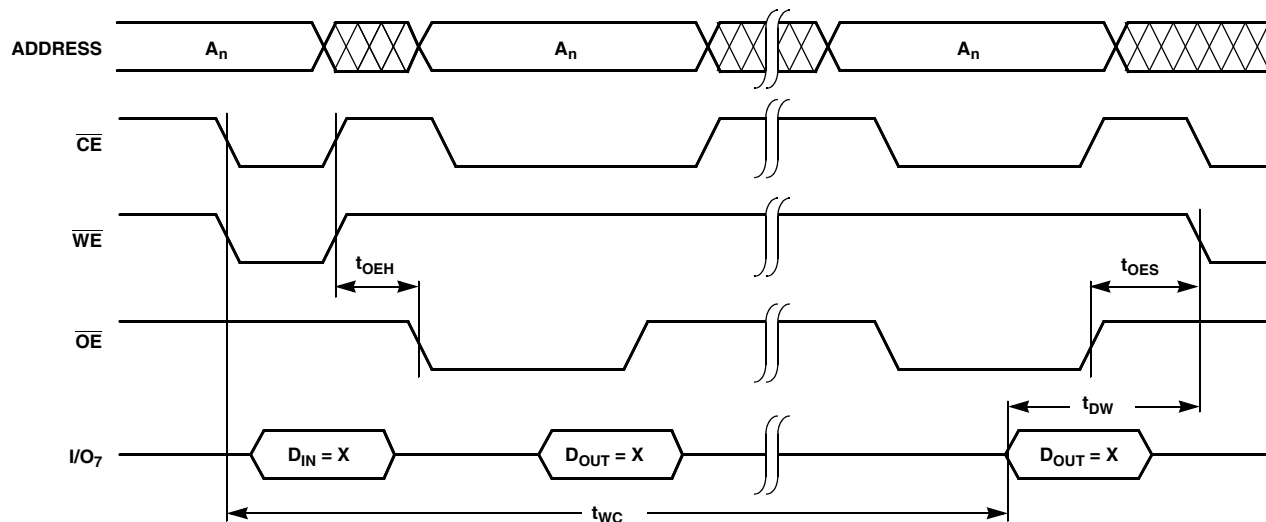 ADDRESS Aₙ Aₙ Aₙ
C̅E̅
W̅E̅
tOEH tOES
O̅E̅
tDW
I/O₇ DIN = X DOUT = X DOUT = X
tWC